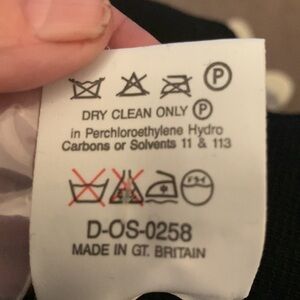 P
DRY CLEAN ONLY P
in Perchloroethylene Hydro
Carbons or Solvents 11 & 113
D-OS-0258
MADE IN GT. BRITAIN